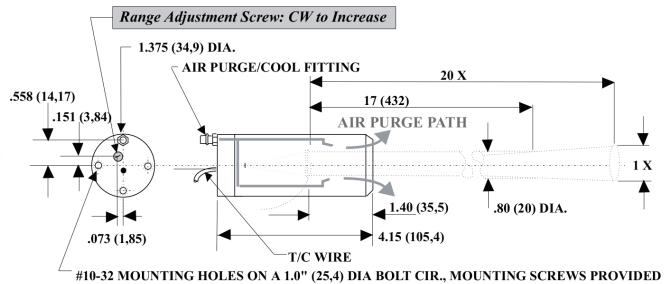 Range Adjustment Screw: CW to Increase
1.375 (34,9) DIA.
AIR PURGE/COOL FITTING
20 X
.558 (14,17)
17 (432)
.151 (3,84)
AIR PURGE PATH
1 X
1.40 (35,5)
.80 (20) DIA.
.073 (1,85)
4.15 (105,4)
T/C WIRE
#10-32 MOUNTING HOLES ON A 1.0" (25,4) DIA BOLT CIR., MOUNTING SCREWS PROVIDED